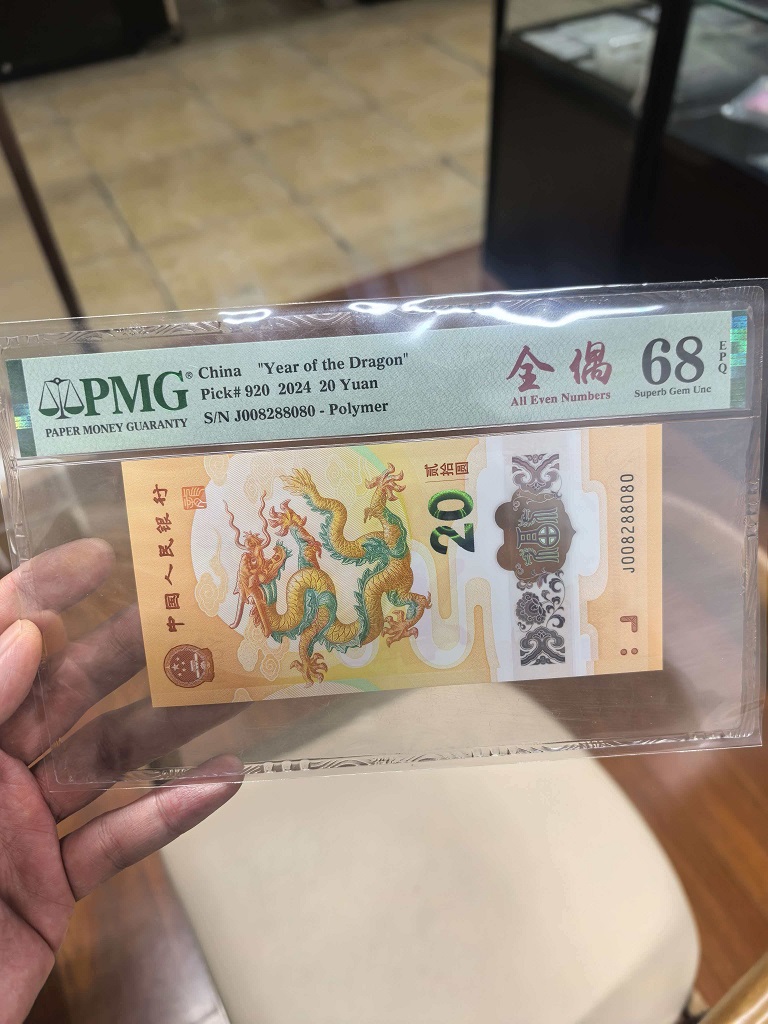 PMG®
PAPER MONEY GUARANTY
China "Year of the Dragon"
Pick# 920 2024 20 Yuan
S/N J008288080 - Polymer
全偶
All Even Numbers
68
EPQ
Superb Gem Unc
中国人民银行
贰拾圆
20
J008288080